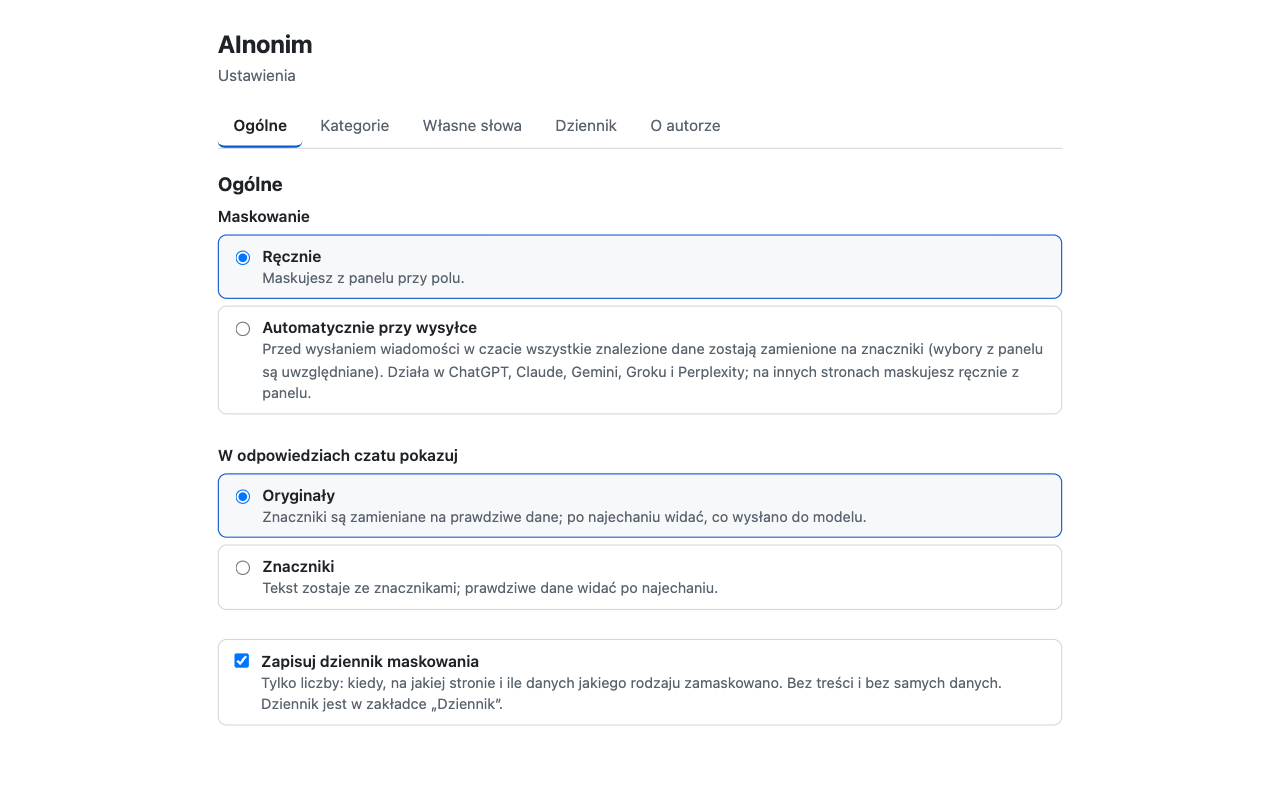 AInonim
Ustawienia
Ogólne Kategorie Własne słowa Dziennik O autorze
Ogólne
Maskowanie
Ręcznie
Maskujesz z panelu przy polu.
Automatycznie przy wysyłce
Przed wysłaniem wiadomości w czacie wszystkie znalezione dane zostają zamienione na znaczniki (wybory z panelu
są uwzględniane). Działa w ChatGPT, Claude, Gemini, Groku i Perplexity; na innych stronach maskujesz ręcznie z
panelu.
W odpowiedziach czatu pokazuj
Oryginały
Znaczniki są zamieniane na prawdziwe dane; po najechaniu widać, co wysłano do modelu.
Znaczniki
Tekst zostaje ze znacznikami; prawdziwe dane widać po najechaniu.
Zapisuj dziennik maskowania
Tylko liczby: kiedy, na jakiej stronie i ile danych jakiego rodzaju zamaskowano. Bez treści i bez samych danych.
Dziennik jest w zakładce „Dziennik”.